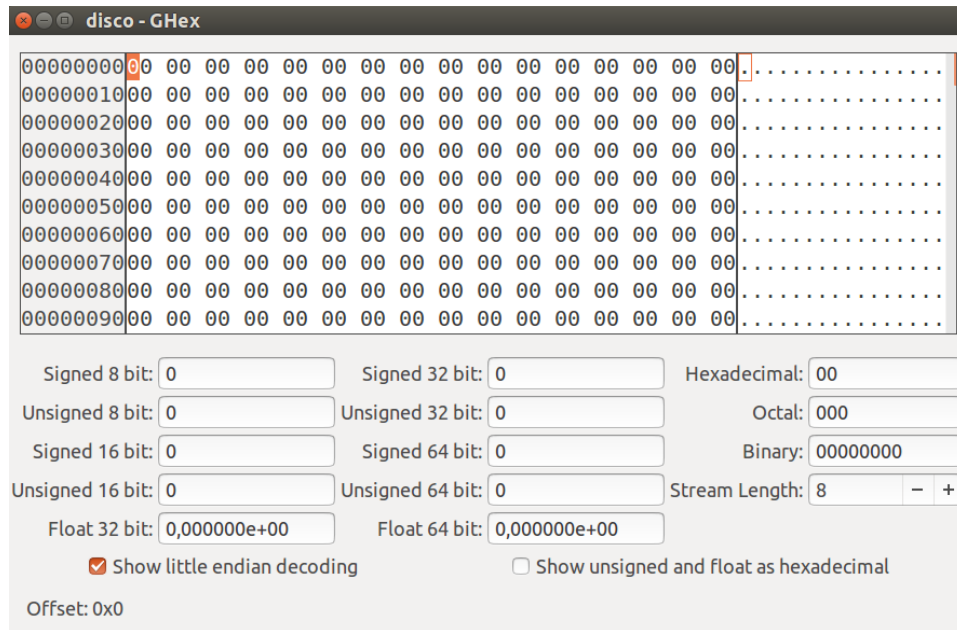 disco - GHex
00000000 00 00 00 00 00 00 00 00 00 00 00 00 00 00 00 00 ................
00000010 00 00 00 00 00 00 00 00 00 00 00 00 00 00 00 00 ................
00000020 00 00 00 00 00 00 00 00 00 00 00 00 00 00 00 00 ................
00000030 00 00 00 00 00 00 00 00 00 00 00 00 00 00 00 00 ................
00000040 00 00 00 00 00 00 00 00 00 00 00 00 00 00 00 00 ................
00000050 00 00 00 00 00 00 00 00 00 00 00 00 00 00 00 00 ................
00000060 00 00 00 00 00 00 00 00 00 00 00 00 00 00 00 00 ................
00000070 00 00 00 00 00 00 00 00 00 00 00 00 00 00 00 00 ................
00000080 00 00 00 00 00 00 00 00 00 00 00 00 00 00 00 00 ................
00000090 00 00 00 00 00 00 00 00 00 00 00 00 00 00 00 00 ................
Signed 8 bit: 0 Signed 32 bit: 0 Hexadecimal: 00
Unsigned 8 bit: 0 Unsigned 32 bit: 0 Octal: 000
Signed 16 bit: 0 Signed 64 bit: 0 Binary: 00000000
Unsigned 16 bit: 0 Unsigned 64 bit: 0 Stream Length: 8 − +
Float 32 bit: 0,000000e+00 Float 64 bit: 0,000000e+00
Show little endian decoding Show unsigned and float as hexadecimal
Offset: 0x0